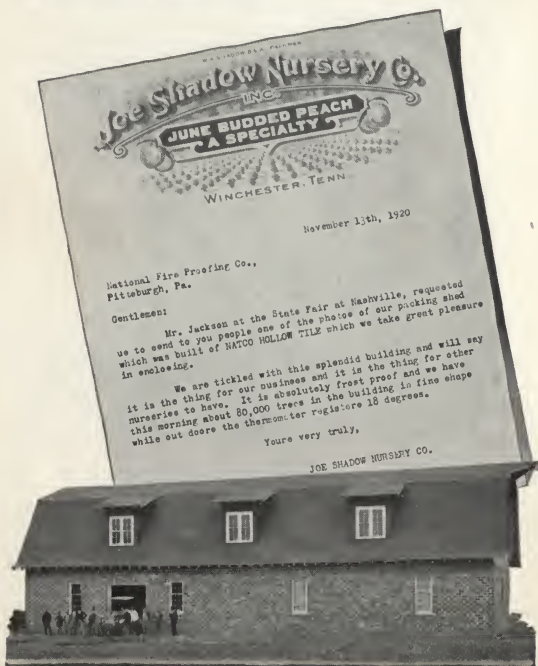 Joe Shadow Nursery Co.
INC.
JUNE BUDDED PEACH
A SPECIALTY
WINCHESTER, TENN.
November 13th, 1920
National Fire Proofing Co.,
Pittsburgh, Pa.
Gentlemen:
Mr. Jackson at the State Fair at Nashville, requested
us to send to you people one of the photos of our packing shed
which was built of NATCO HOLLOW TILE which we take great pleasure
in enclosing.
We are tickled with this splendid building and will say
it is the thing for our business and it is the thing for other
nurseries to have. It is absolutely frost proof and we have
this morning about 80,000 trees in the building in fine shape
while out doors the thermometer registers 18 degrees.
Yours very truly,
JOE SHADOW NURSERY CO.